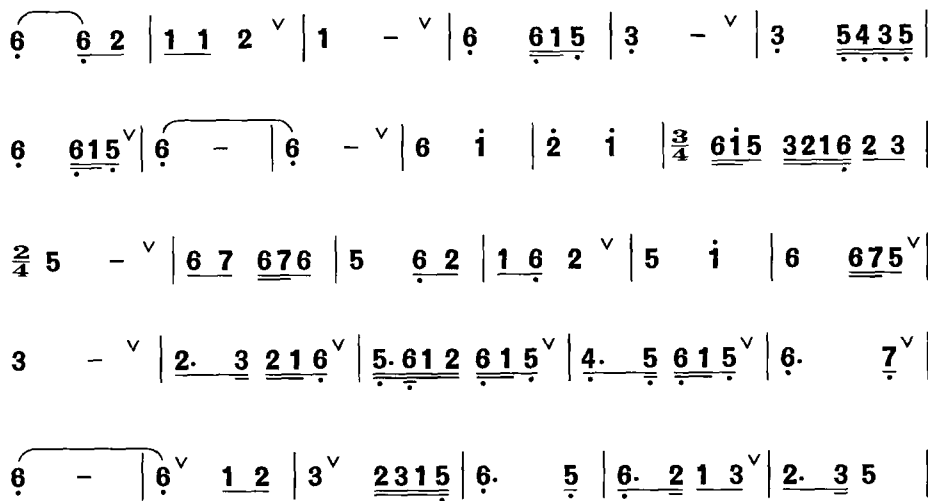 6̣ 6̣ 2 | 1 1 2 ∨ | 1 - ∨ | 6̣ 6̣ 1 5̣ | 3̣ - ∨ | 3̣ 5̣ 4̣ 3̣ 5̣ |
6̣ 6̣ 1 5̣ ∨ | 6̣ - | 6̣ - ∨ | 6 i | 2̇ i | 3/4 6 i 5 3 2 1 6̣ 2 3 |
2/4 5 - ∨ | 6 7 6 7 6 | 5 6̣ 2 | 1 6̣ 2 ∨ | 5 i | 6 6 7 5 ∨ |
3 - ∨ | 2. 3 2 1 6̣ ∨ | 5̣. 6̣ 1 2 6̣ 1 5̣ ∨ | 4̣. 5̣ 6̣ 1 5̣ ∨ | 6̣. 7̣ ∨ |
6̣ - | 6̣ ∨ 1 2 | 3 ∨ 2 3 1 5̣ | 6̣. 5̣ | 6̣. 2 1 3 ∨ | 2. 3 5 |